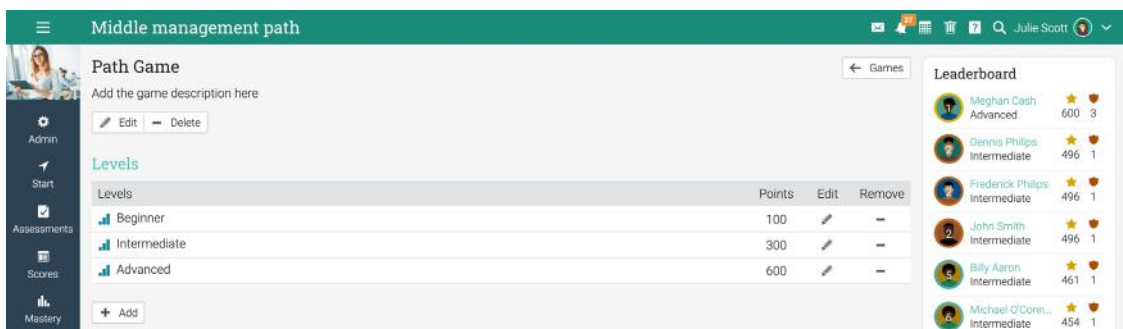 Middle management path
27
?
Julie Scott
Admin
Start
Assessments
Scores
Mastery
Path Game
← Games
Add the game description here
Edit
Delete
Levels
Levels Points Edit Remove
Beginner 100
Intermediate 300
Advanced 600
+ Add
Leaderboard
Meghan Cash
Advanced 600 3
Dennis Philips
Intermediate 496 1
Frederick Philips
Intermediate 496 1
John Smith
Intermediate 496 1
Billy Aaron
Intermediate 461 1
Michael O'Conn...
Intermediate 454 1